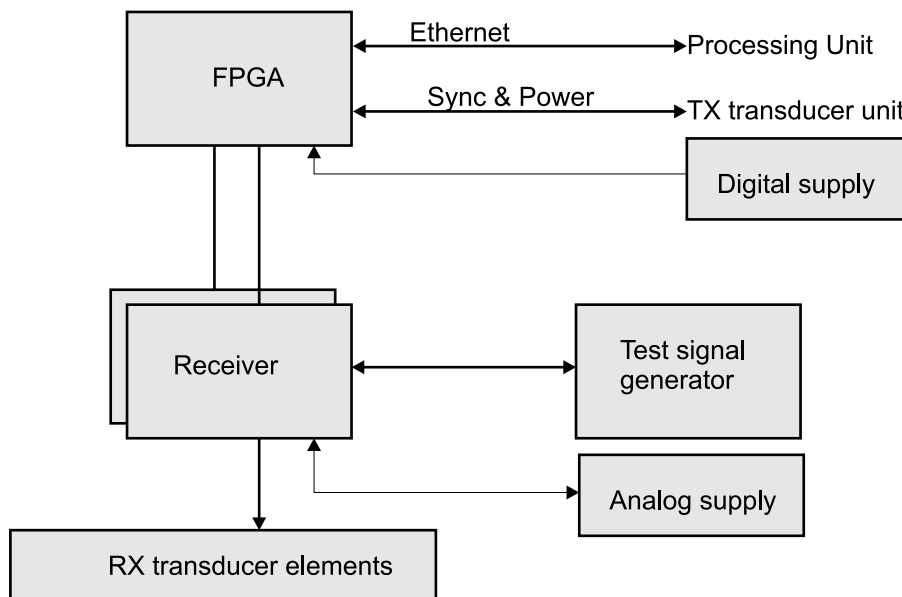 Ethernet
Processing Unit
FPGA
Sync & Power
TX transducer unit
Digital supply
Receiver
Test signal
generator
Analog supply
RX transducer elements